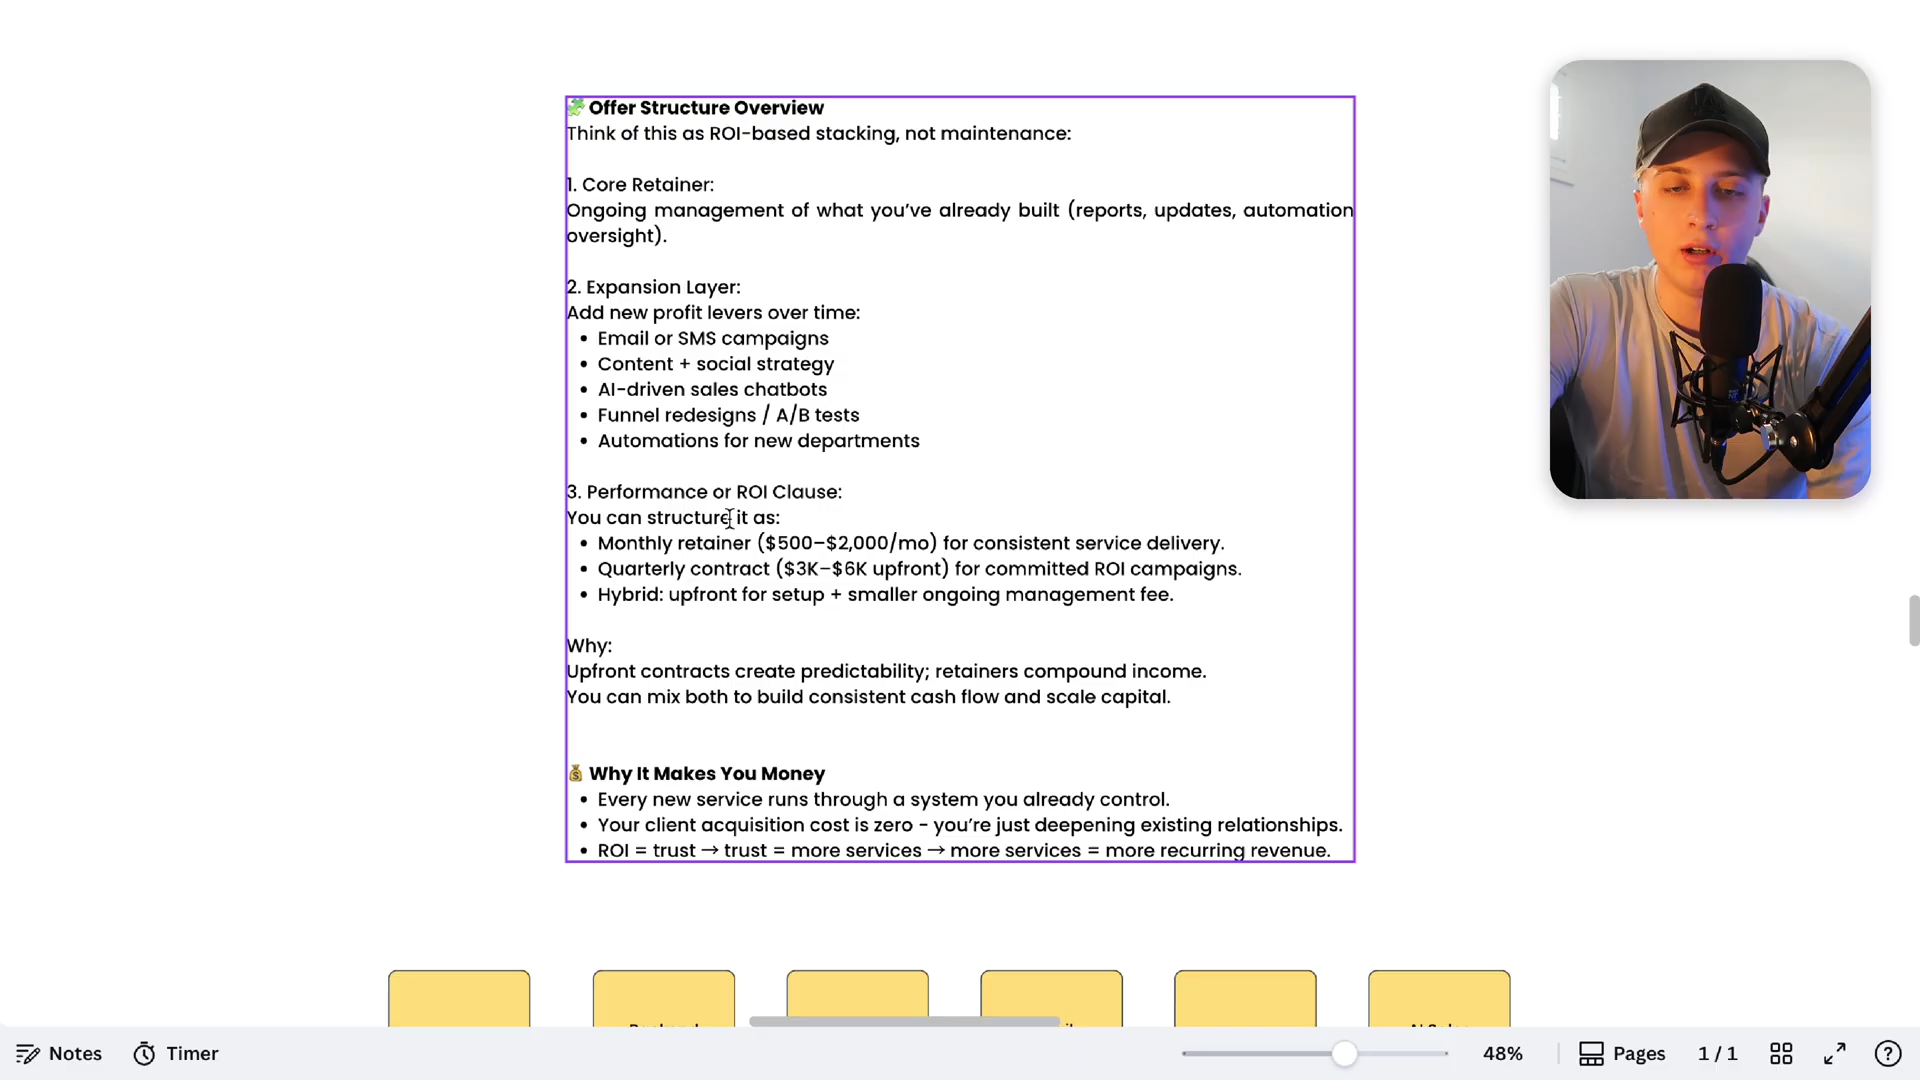 Offer Structure Overview
Think of this as ROI-based stacking, not maintenance:
1. Core Retainer:
Ongoing management of what you’ve already built (reports, updates, automation
oversight).
2. Expansion Layer:
Add new profit levers over time:
• Email or SMS campaigns
• Content + social strategy
• AI-driven sales chatbots
• Funnel redesigns / A/B tests
• Automations for new departments
3. Performance or ROI Clause:
You can structure it as:
• Monthly retainer ($500–$2,000/mo) for consistent service delivery.
• Quarterly contract ($3K–$6K upfront) for committed ROI campaigns.
• Hybrid: upfront for setup + smaller ongoing management fee.
Why:
Upfront contracts create predictability; retainers compound income.
You can mix both to build consistent cash flow and scale capital.
Why It Makes You Money
• Every new service runs through a system you already control.
• Your client acquisition cost is zero - you’re just deepening existing relationships.
• ROI = trust → trust = more services → more services = more recurring revenue.
Notes
Timer
48%
Pages
1 / 1